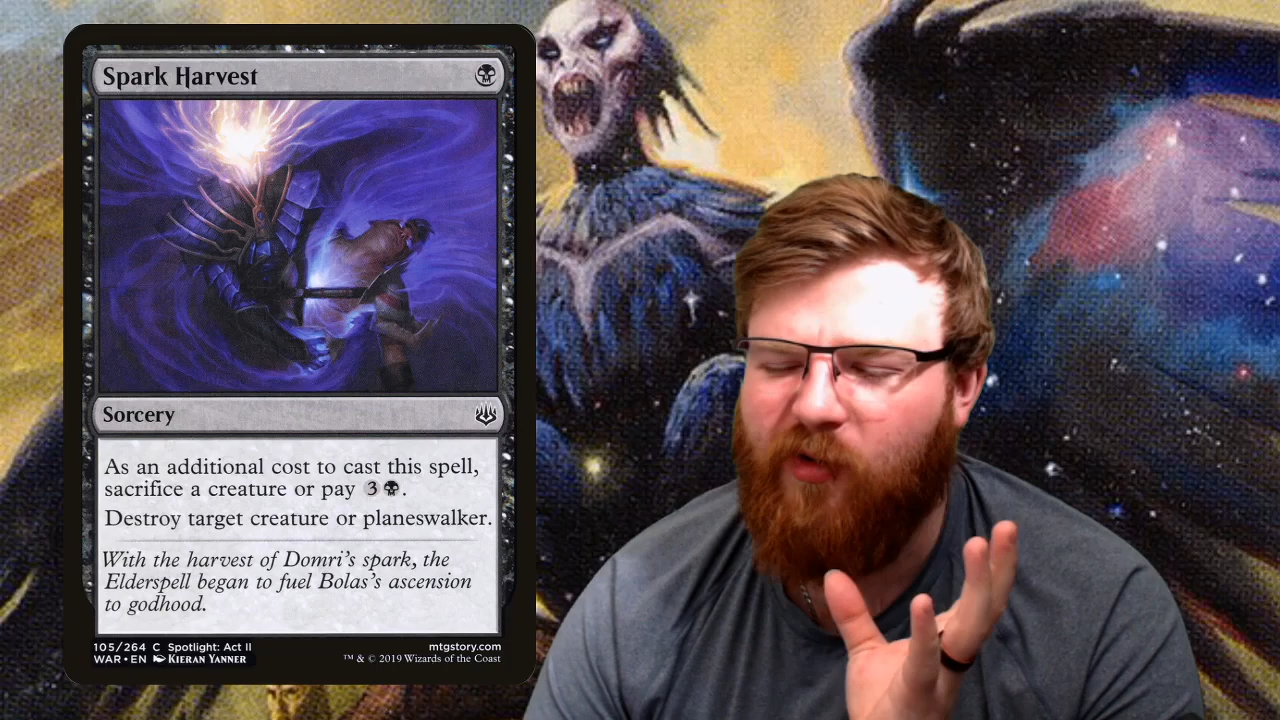 Spark Harvest
Sorcery
As an additional cost to cast this spell,
sacrifice a creature or pay 3.
Destroy target creature or planeswalker.
With the harvest of Domri's spark, the
Elderspell began to fuel Bolas's ascension
to godhood.
105/264 C Spotlight: Act II
mtgstory.com
WAR • EN Kieran Yanner
™ & © 2019 Wizards of the Coast